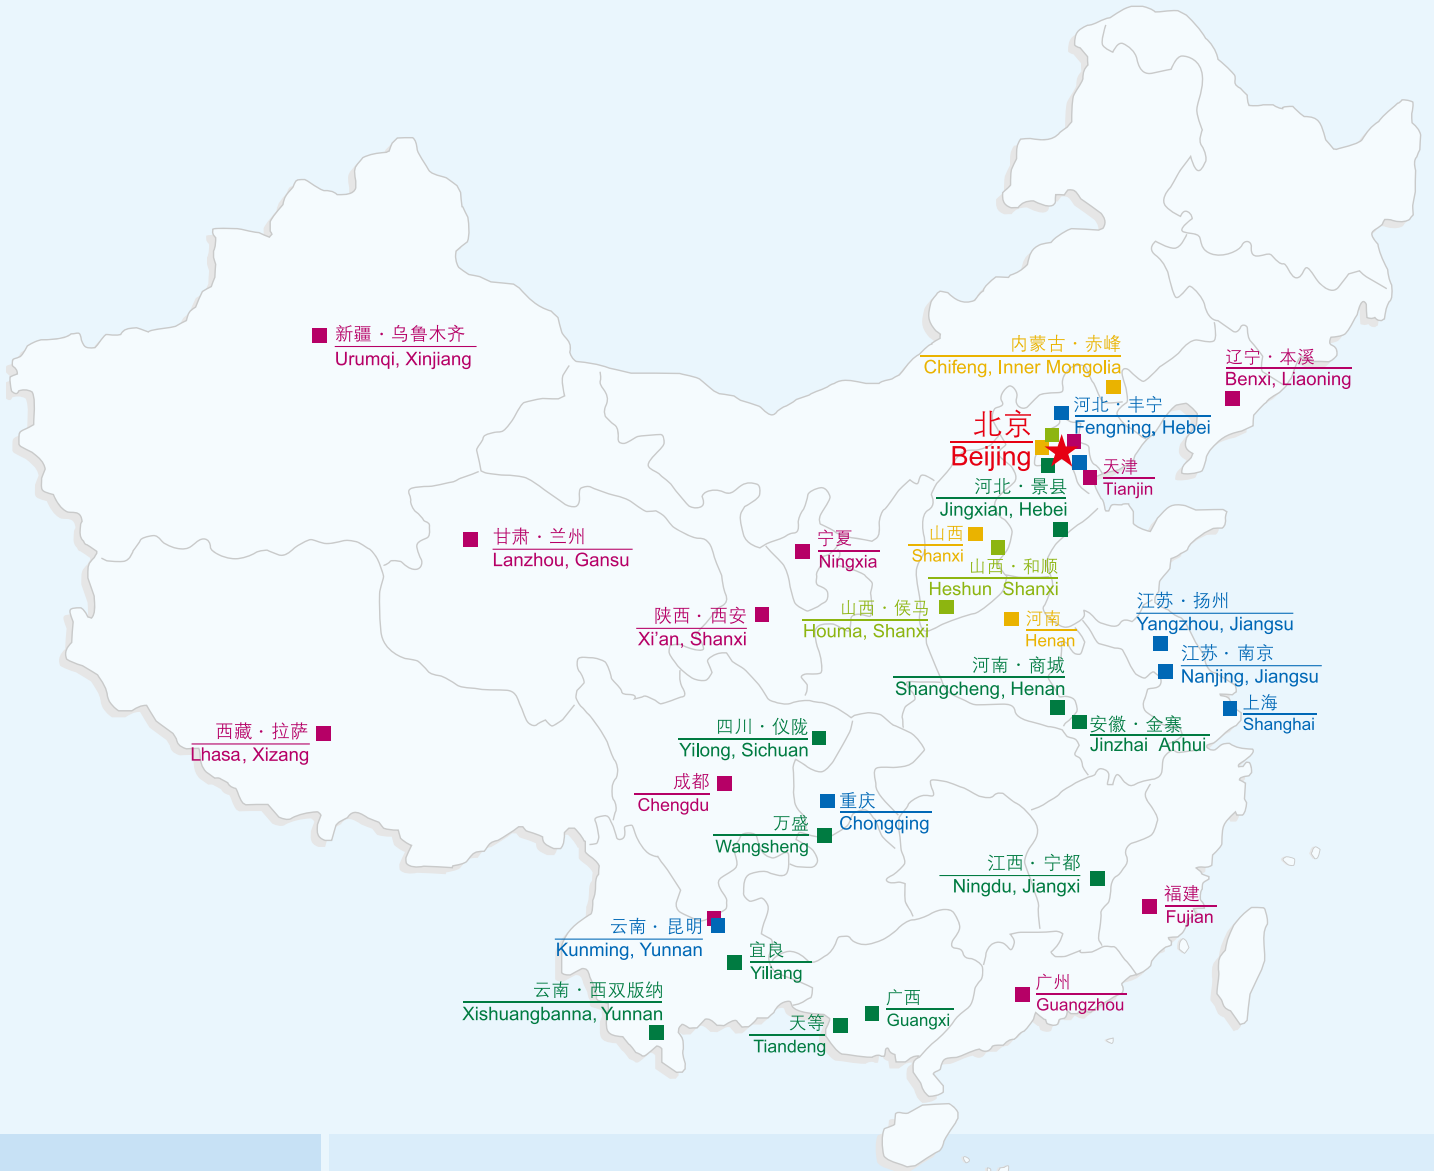 新疆·乌鲁木齐
Urumqi, Xinjiang
内蒙古·赤峰
Chifeng, Inner Mongolia
辽宁·本溪
Benxi, Liaoning
河北·丰宁
Fengning, Hebei
北京
Beijing
天津
Tianjin
河北·景县
Jingxian, Hebei
甘肃·兰州
Lanzhou, Gansu
宁夏
Ningxia
山西
Shanxi
山西·和顺
Heshun Shanxi
陕西·西安
Xi'an, Shanxi
山西·侯马
Houma, Shanxi
河南
Henan
江苏·扬州
Yangzhou, Jiangsu
江苏·南京
Nanjing, Jiangsu
河南·商城
Shangcheng, Henan
上海
Shanghai
安徽·金寨
Jinzhai Anhui
西藏·拉萨
Lhasa, Xizang
四川·仪陇
Yilong, Sichuan
成都
Chengdu
重庆
Chongqing
万盛
Wangsheng
江西·宁都
Ningdu, Jiangxi
福建
Fujian
云南·昆明
Kunming, Yunnan
宜良
Yiliang
云南·西双版纳
Xishuangbanna, Yunnan
广西
Guangxi
天等
Tiandeng
广州
Guangzhou